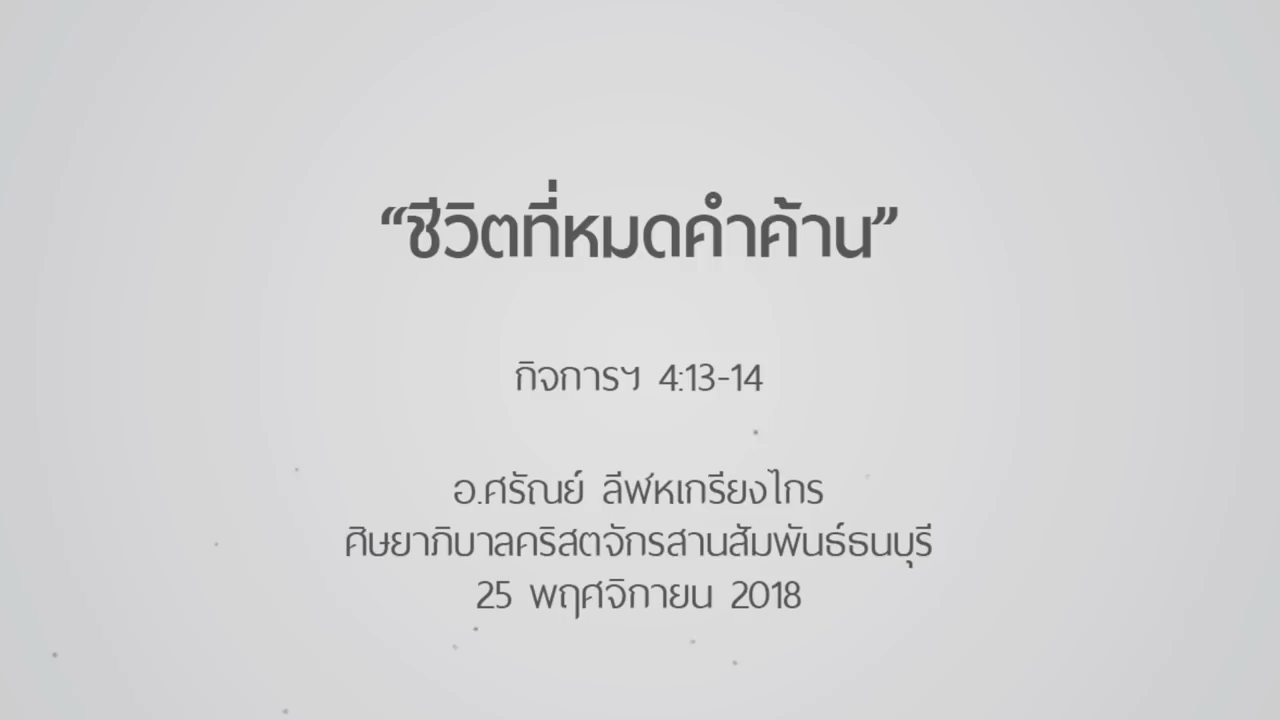 “ชีวิตที่หมดคำค้าน”
กิจการฯ 4:13-14
อ.ศรัณย์ ลีฬหเกรียงไกร
ศิษยาภิบาลคริสตจักรสานสัมพันธ์ธนบุรี
25 พฤศจิกายน 2018